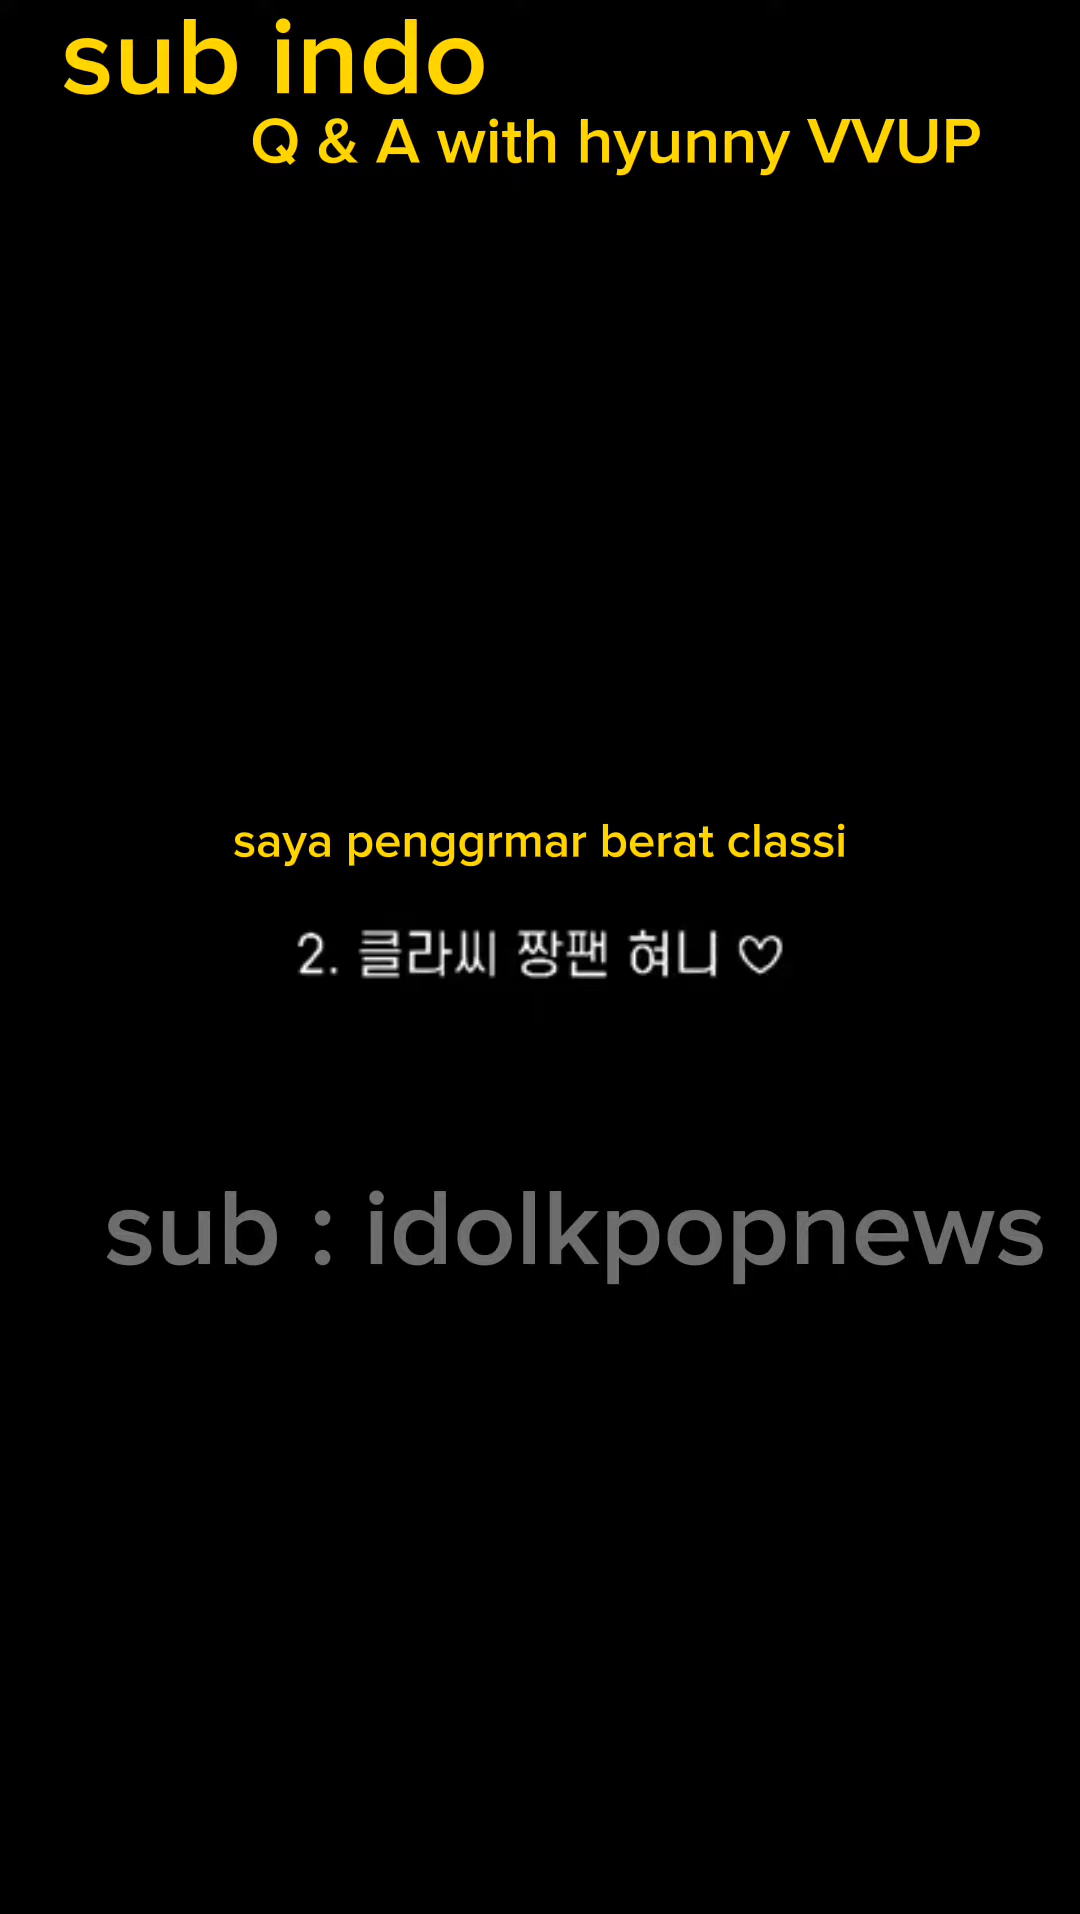 sub indo
Q & A with hyunny VVUP
saya penggrmar berat classi
2. 클라씨 짱팬 혀니 ♡
sub : idolkpopnews